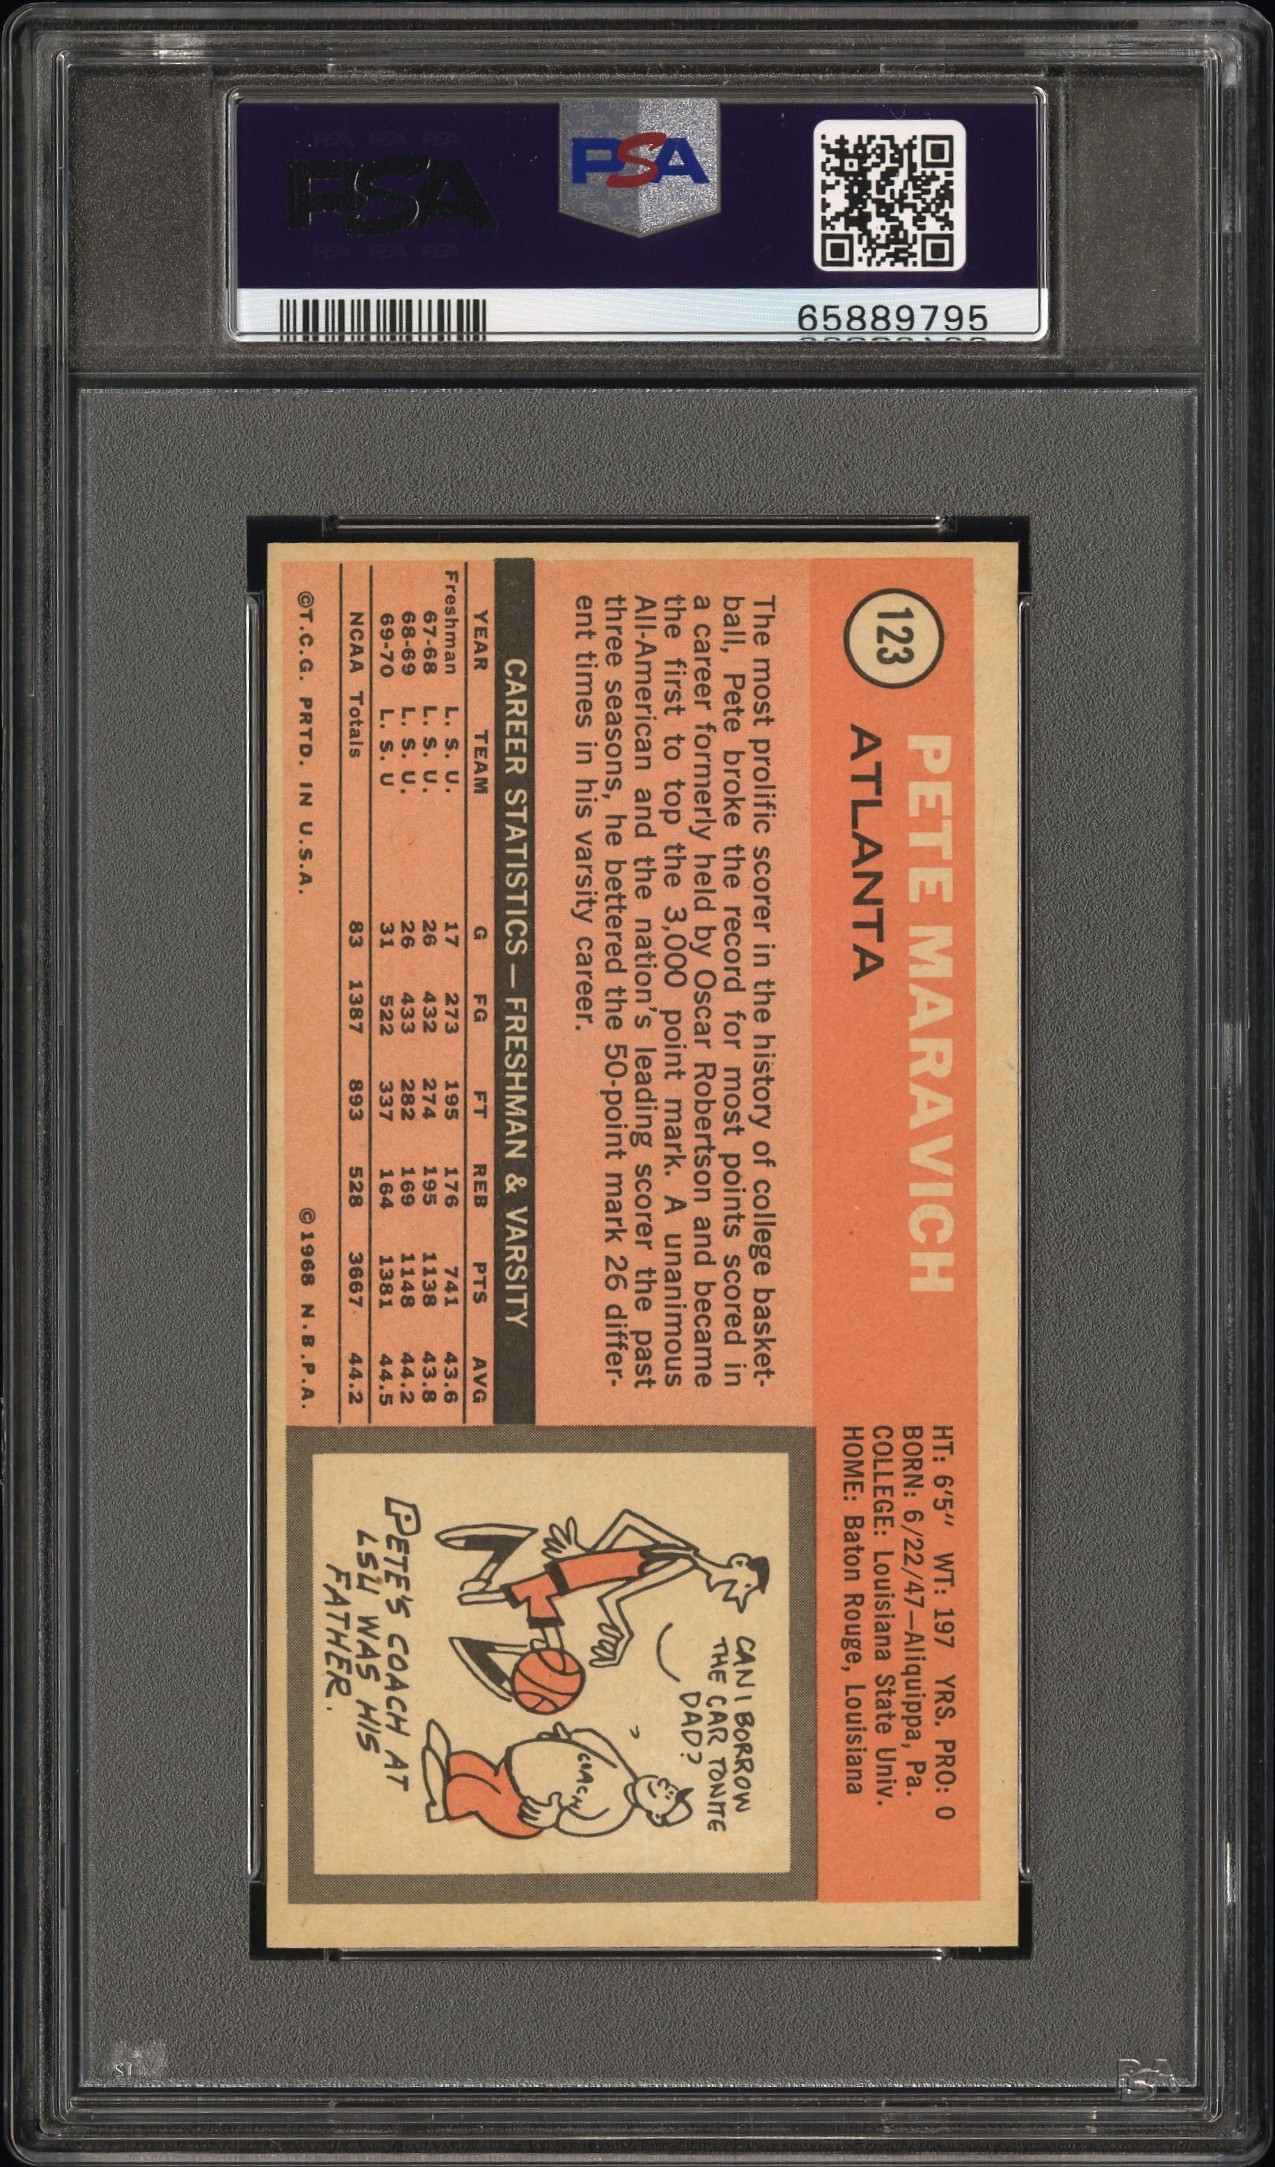 PSA
PSA
65889795
123
PETE MARAVICH
ATLANTA
HT: 6'5" WT: 197 YRS. PRO: 0
BORN: 6/22/47—Aliquippa, Pa.
COLLEGE: Louisiana State Univ.
HOME: Baton Rouge, Louisiana
The most prolific scorer in the history of college basket-
ball, Pete broke the record for most points scored in
a career formerly held by Oscar Robertson and became
the first to top the 3,000 point mark. A unanimous
All-American and the nation's leading scorer the past
three seasons, he bettered the 50-point mark 26 differ-
ent times in his varsity career.
CAREER STATISTICS — FRESHMAN & VARSITY
YEAR TEAM G FG FT REB PTS AVG
Freshman L. S. U. 17 273 195 176 741 43.6
67-68 L. S. U. 26 432 274 195 1138 43.8
68-69 L. S. U. 26 433 282 169 1148 44.2
69-70 L. S. U 31 522 337 164 1381 44.5
NCAA Totals 83 1387 893 528 3667 44.2
©T.C.G. PRTD. IN U.S.A. ©1968 N.B.P.A.
CAN I BORROW
THE CAR TONITE
DAD?
COACH
PETE'S COACH AT
LSU WAS HIS
FATHER.
PSA